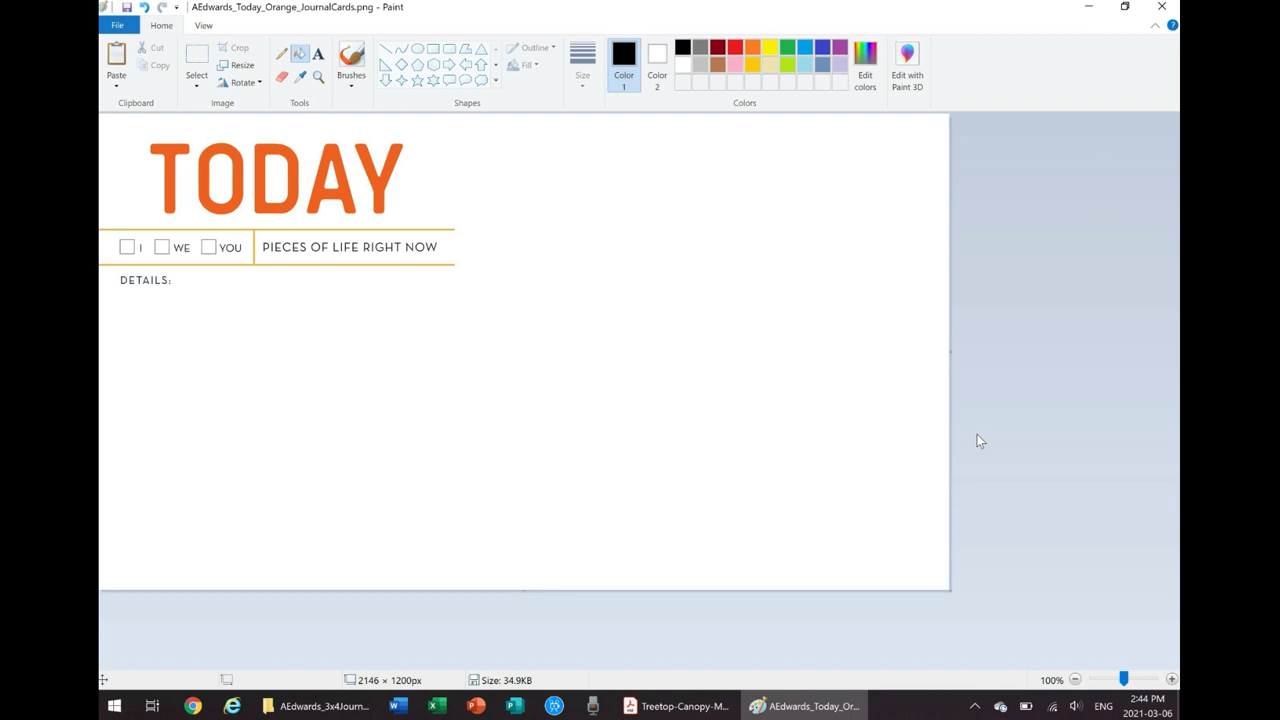 AEdwards_Today_Orange_JournalCards.png - Paint
File Home View
Paste
Cut
Copy
Clipboard
Select
Crop
Resize
Rotate
Image
A
Tools
Brushes
Outline
Fill
Shapes
Size
Color
1
Color
2
Edit
colors
Colors
Edit with
Paint 3D
TODAY
I WE YOU PIECES OF LIFE RIGHT NOW
DETAILS:
2146 × 1200px Size: 34.9KB 100%
AEdwards_3x4Journ... Treetop-Canopy-M... AEdwards_Today_Or... ENG 2:44 PM
2021-03-06